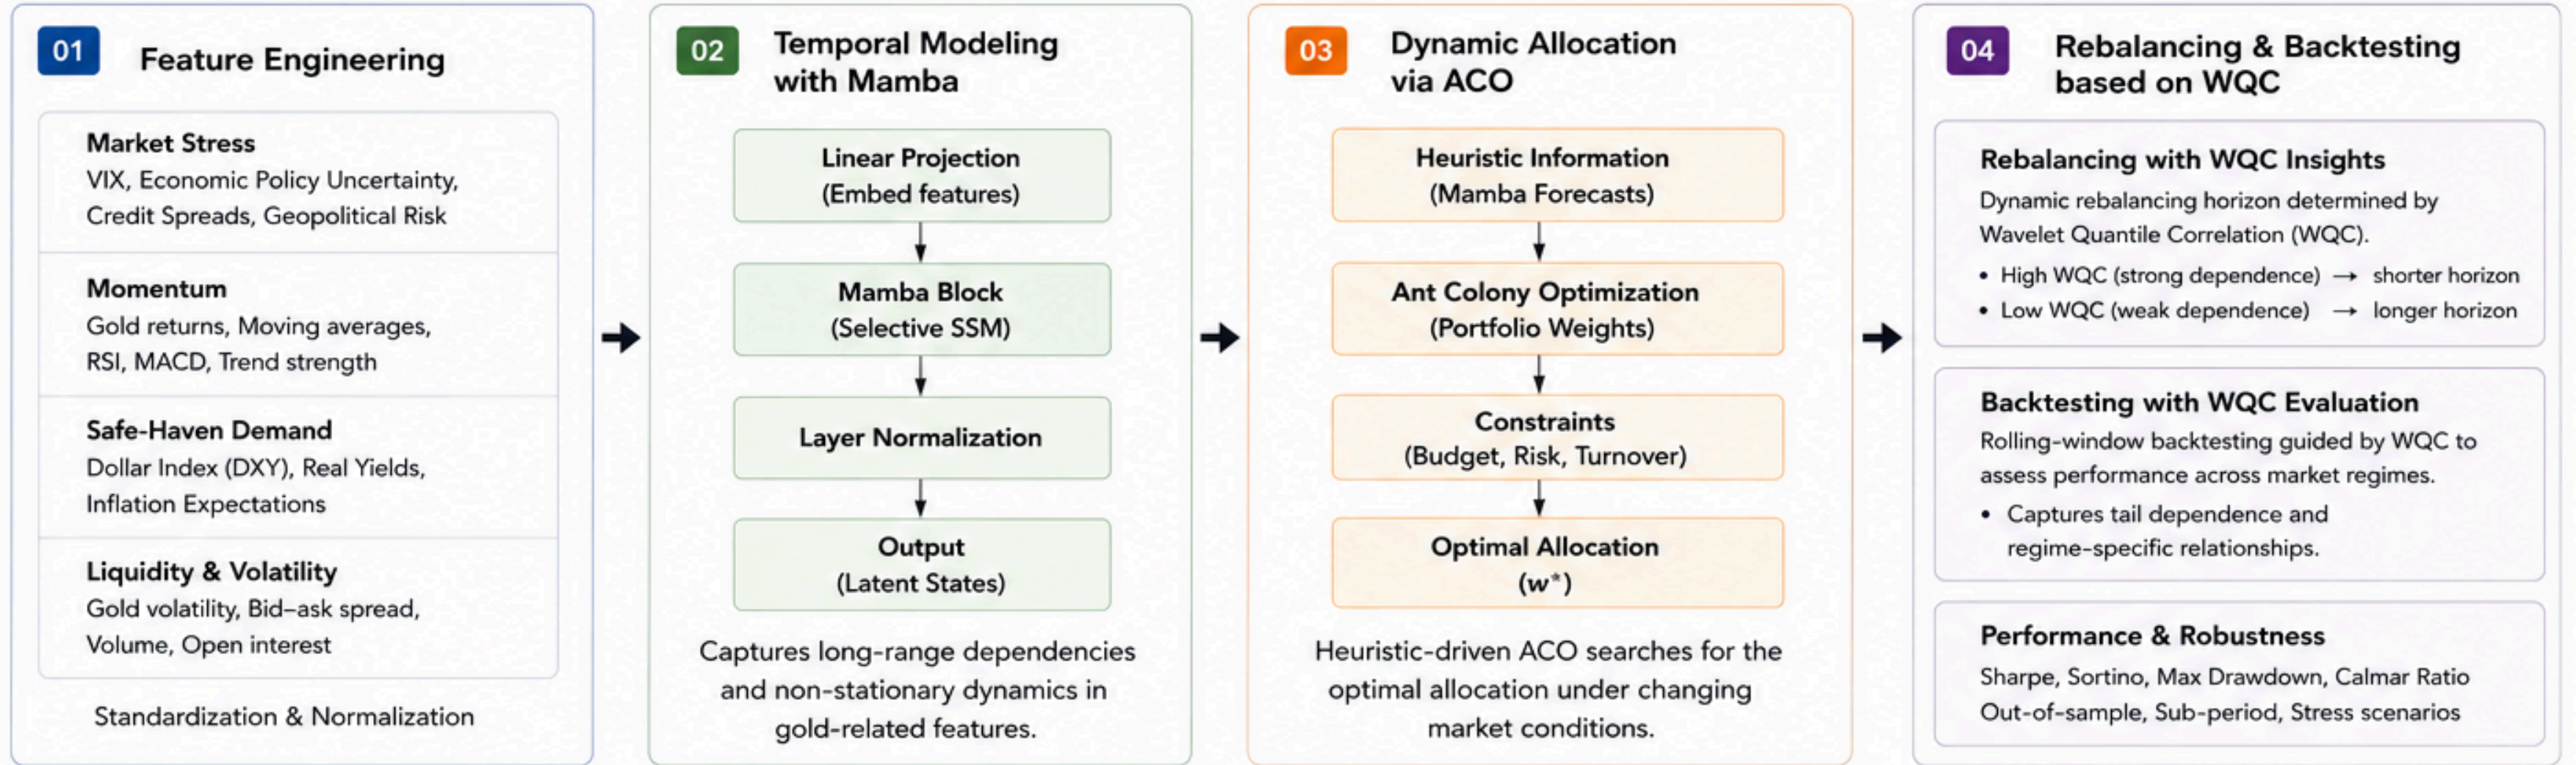 01
Feature Engineering
Market Stress
VIX, Economic Policy Uncertainty,
Credit Spreads, Geopolitical Risk
Momentum
Gold returns, Moving averages,
RSI, MACD, Trend strength
Safe-Haven Demand
Dollar Index (DXY), Real Yields,
Inflation Expectations
Liquidity & Volatility
Gold volatility, Bid–ask spread,
Volume, Open interest
Standardization & Normalization
02
Temporal Modeling
with Mamba
Linear Projection
(Embed features)
Mamba Block
(Selective SSM)
Layer Normalization
Output
(Latent States)
Captures long-range dependencies
and non-stationary dynamics in
gold-related features.
03
Dynamic Allocation
via ACO
Heuristic Information
(Mamba Forecasts)
Ant Colony Optimization
(Portfolio Weights)
Constraints
(Budget, Risk, Turnover)
Optimal Allocation
(w*)
Heuristic-driven ACO searches for the
optimal allocation under changing
market conditions.
04
Rebalancing & Backtesting
based on WQC
Rebalancing with WQC Insights
Dynamic rebalancing horizon determined by
Wavelet Quantile Correlation (WQC).
• High WQC (strong dependence) → shorter horizon
• Low WQC (weak dependence) → longer horizon
Backtesting with WQC Evaluation
Rolling-window backtesting guided by WQC to
assess performance across market regimes.
• Captures tail dependence and
regime-specific relationships.
Performance & Robustness
Sharpe, Sortino, Max Drawdown, Calmar Ratio
Out-of-sample, Sub-period, Stress scenarios